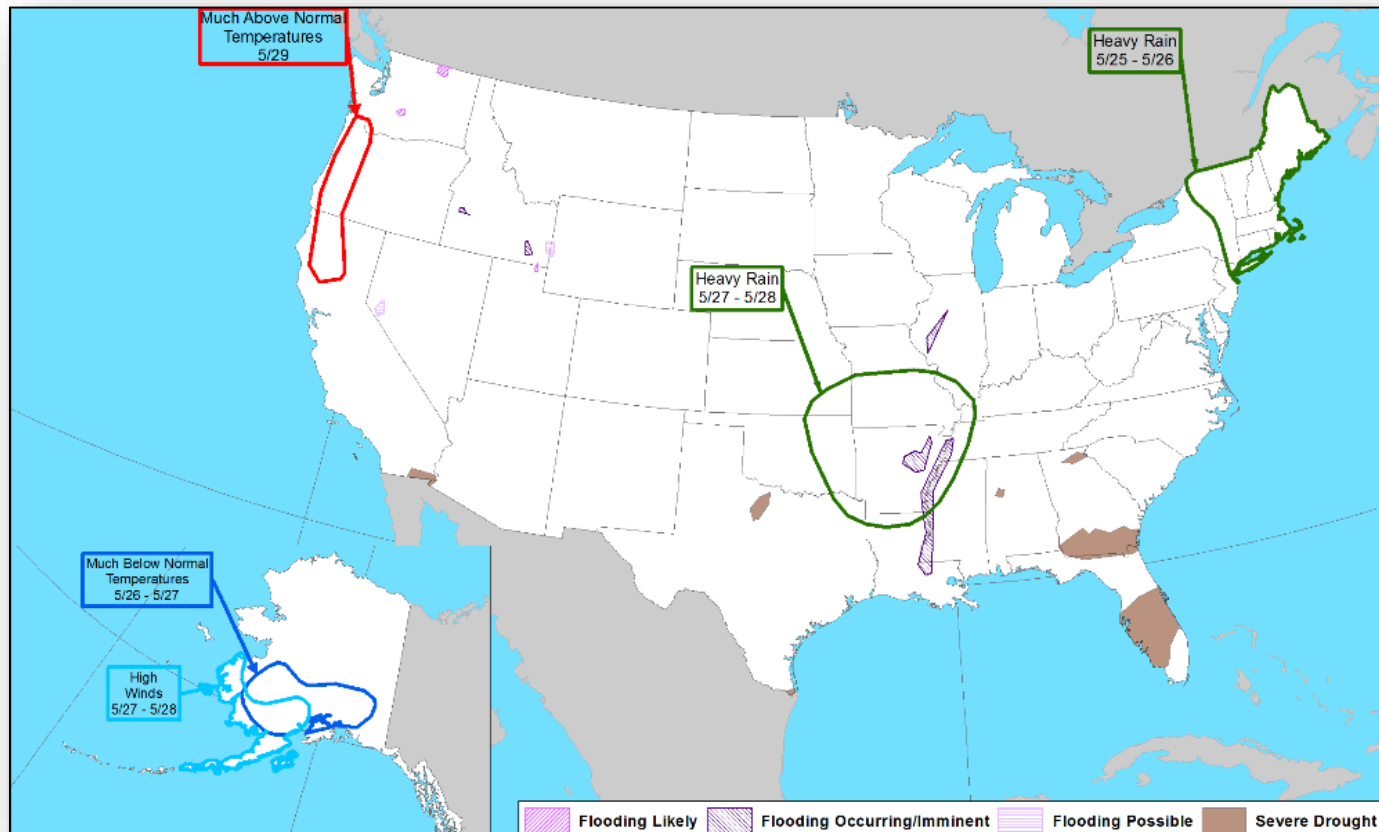 Much Above Normal
Temperatures
5/29
Heavy Rain
5/25 - 5/26
Heavy Rain
5/27 - 5/28
Much Below Normal
Temperatures
5/26 - 5/27
High
Winds
5/27 - 5/28
Flooding Likely
Flooding Occurring/Imminent
Flooding Possible
Severe Drought